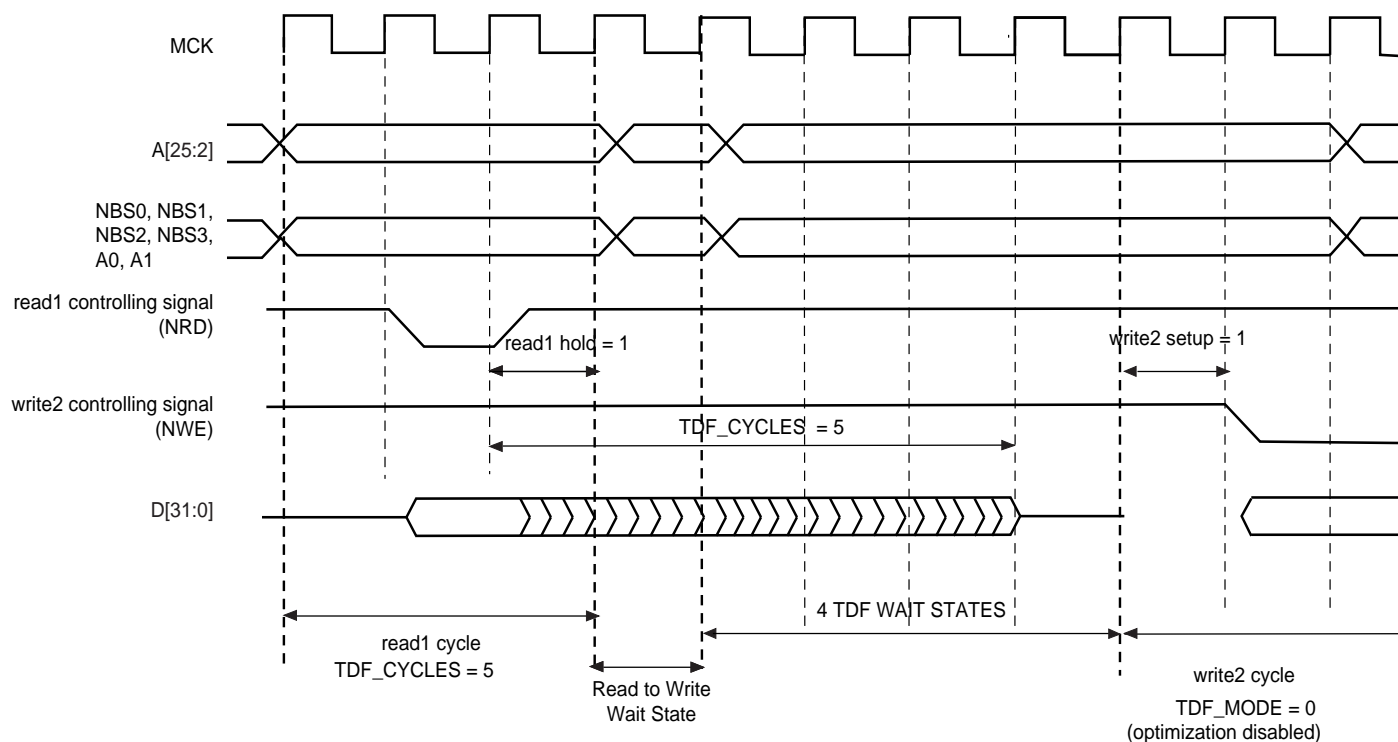 MCK
A[25:2]
NBS0, NBS1,
NBS2, NBS3,
A0, A1
read1 controlling signal
(NRD)
read1 hold = 1
write2 setup = 1
write2 controlling signal
(NWE)
TDF_CYCLES = 5
D[31:0]
4 TDF WAIT STATES
read1 cycle
TDF_CYCLES = 5
Read to Write
Wait State
write2 cycle
TDF_MODE = 0
(optimization disabled)